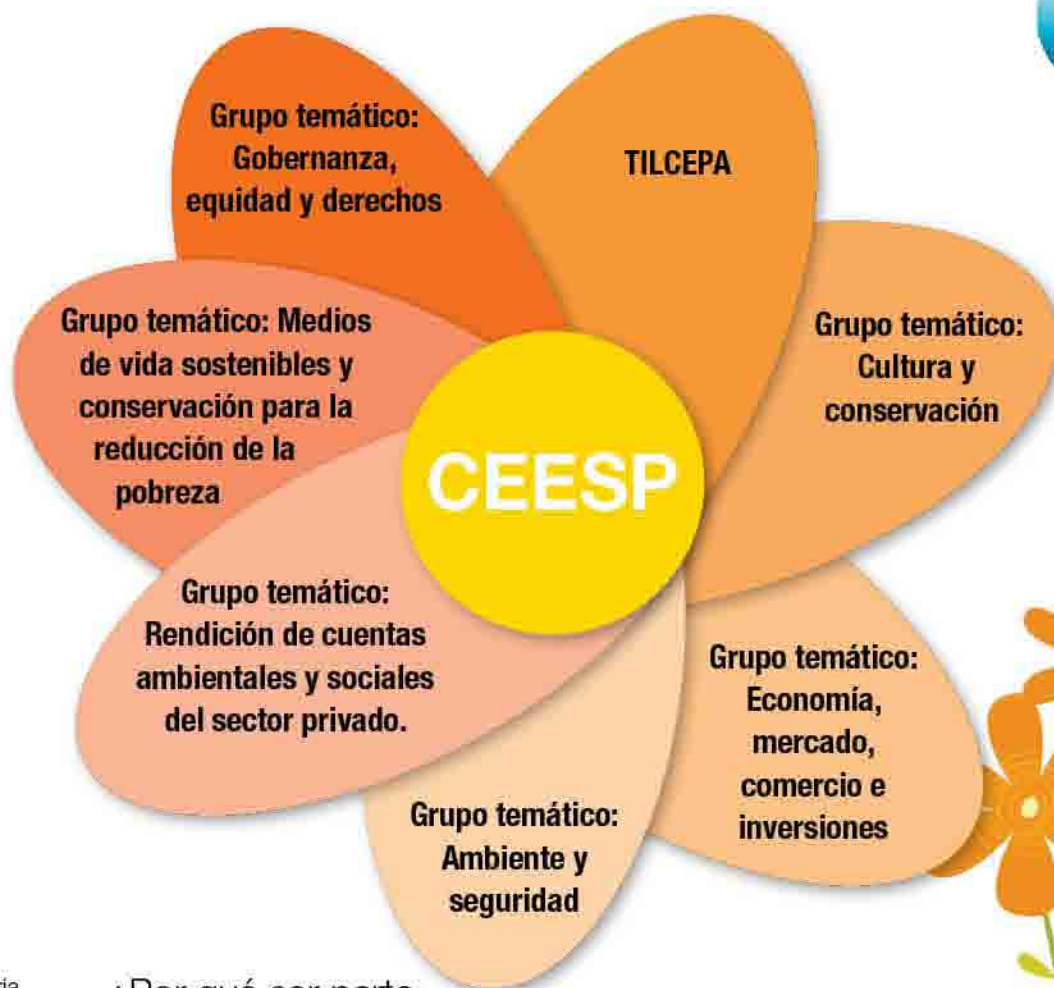 Grupo temático:
Gobernanza,
equidad y derechos
TILCEPA
Grupo temático: Medios
de vida sostenibles y
conservación para la
reducción de la
pobreza
Grupo temático:
Cultura y
conservación
CEESP
Grupo temático:
Rendición de cuentas
ambientales y sociales
del sector privado.
Grupo temático:
Economía,
mercado,
comercio e
inversiones
Grupo temático:
Ambiente y
seguridad